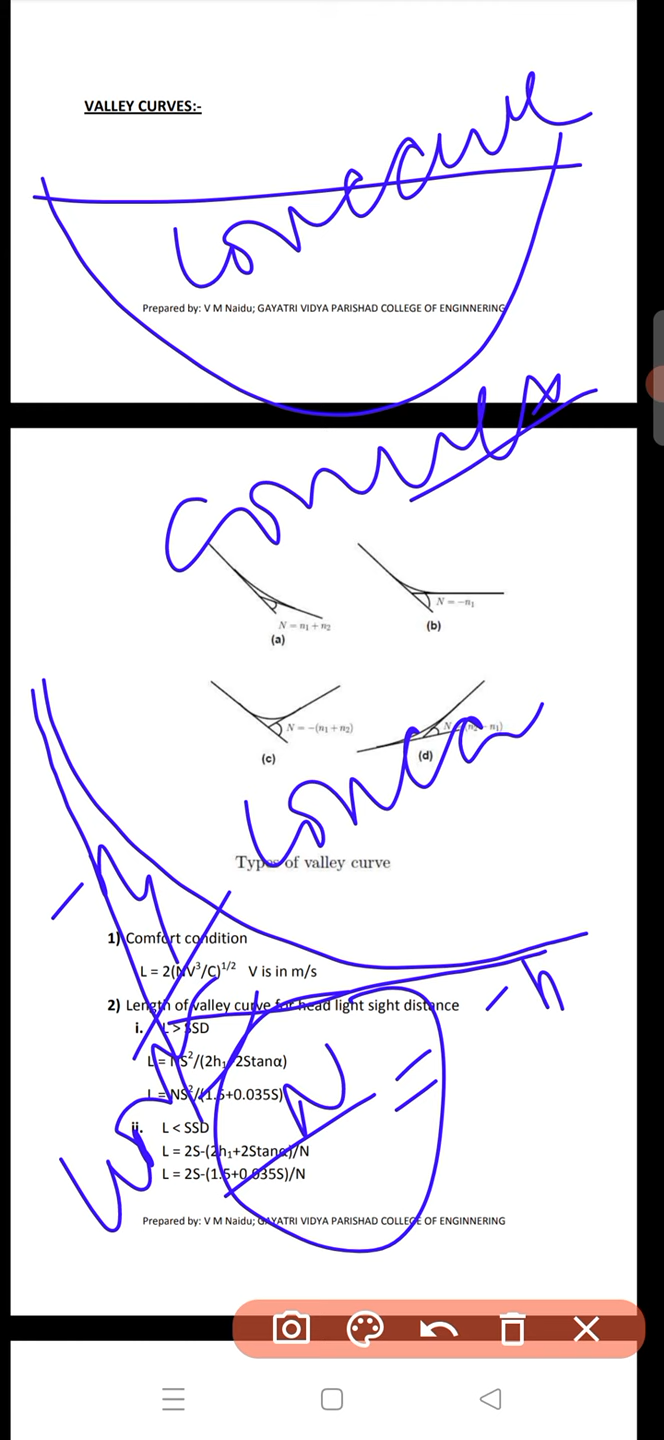 VALLEY CURVES:-
concave
Prepared by: V M Naidu; GAYATRI VIDYA PARISHAD COLLEGE OF ENGINNERING
convex
N = n₁ + n₂
(a)
N = -n₁
(b)
N = -(n₁ + n₂)
(c)
(d)
conca
Types of valley curve
1) Comfort condition
L = 2(NV³/C)^1/2 V is in m/s
2) Length of valley curve for head light sight distance
-n
i. L > SSD
L = NS²/(2h₁+2Stanα)
L = NS²/(1.5+0.035S)
N =
ii. L < SSD
L = 2S-(2h₁+2Stanα)/N
L = 2S-(1.5+0.035S)/N
Prepared by: V M Naidu; GAYATRI VIDYA PARISHAD COLLEGE OF ENGINNERING